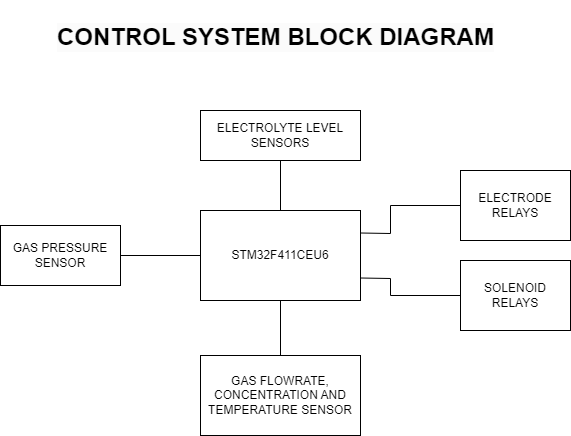 CONTROL SYSTEM BLOCK DIAGRAM
ELECTROLYTE LEVEL
SENSORS
ELECTRODE
RELAYS
GAS PRESSURE
SENSOR
STM32F411CEU6
SOLENOID
RELAYS
GAS FLOWRATE,
CONCENTRATION AND
TEMPERATURE SENSOR